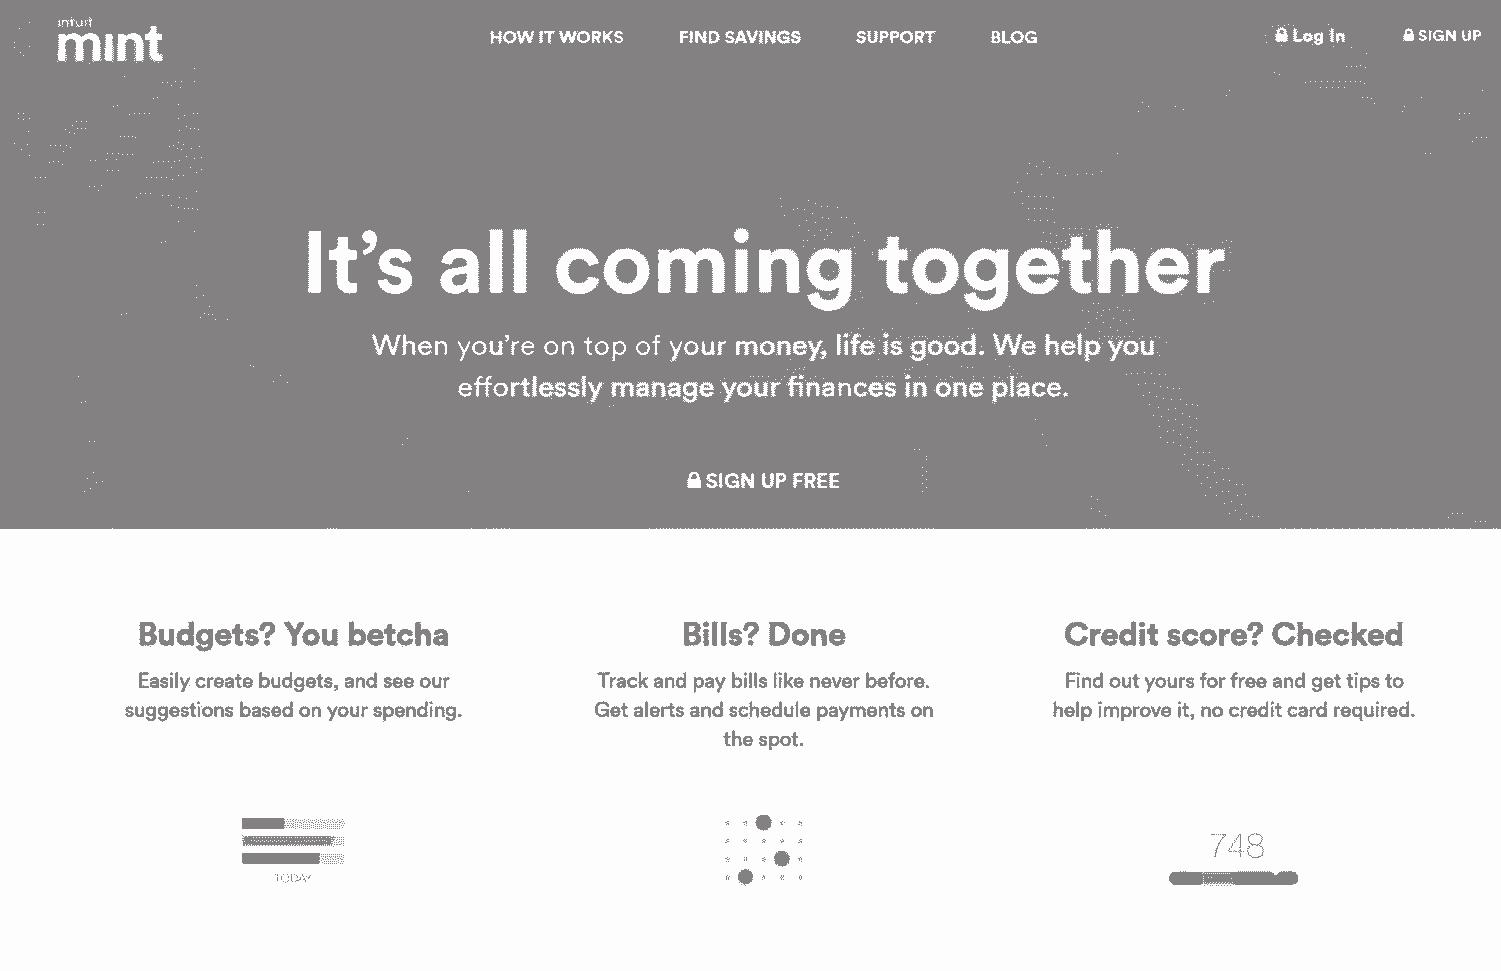 intuit
mint
HOW IT WORKS FIND SAVINGS SUPPORT BLOG Log In SIGN UP
It's all coming together
When you're on top of your money, life is good. We help you
effortlessly manage your finances in one place.
SIGN UP FREE
Budgets? You betcha
Easily create budgets, and see our
suggestions based on your spending.
TODAY
Bills? Done
Track and pay bills like never before.
Get alerts and schedule payments on
the spot.
Credit score? Checked
Find out yours for free and get tips to
help improve it, no credit card required.
748